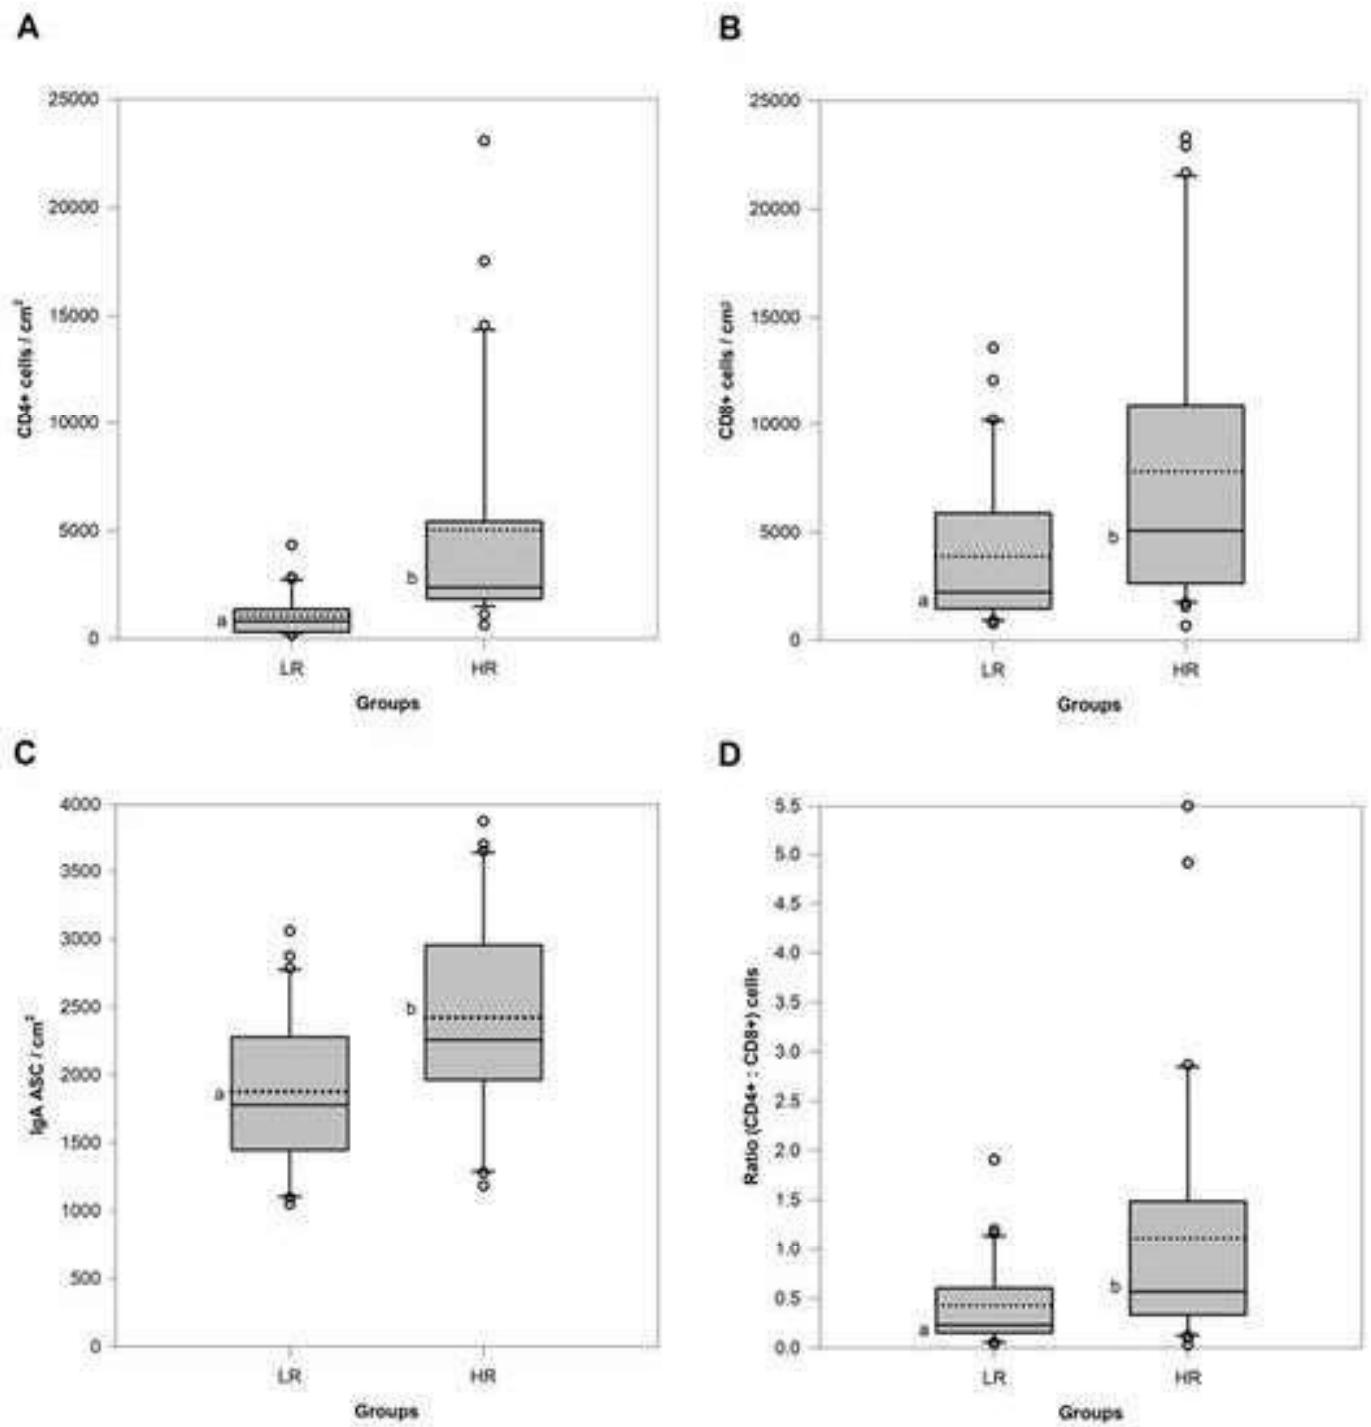 A
25000
20000
15000
10000
5000
0
CD4+ cells / cm²
a
b
LR
HR
Groups
B
25000
20000
15000
10000
5000
0
CD8+ cells / cm²
a
b
LR
HR
Groups
C
4000
3500
3000
2500
2000
1500
1000
500
0
IgA ASC / cm²
a
b
LR
HR
Groups
D
5.5
5.0
4.5
4.0
3.5
3.0
2.5
2.0
1.5
1.0
0.5
0.0
Ratio (CD4+ : CD8+) cells
a
b
LR
HR
Groups